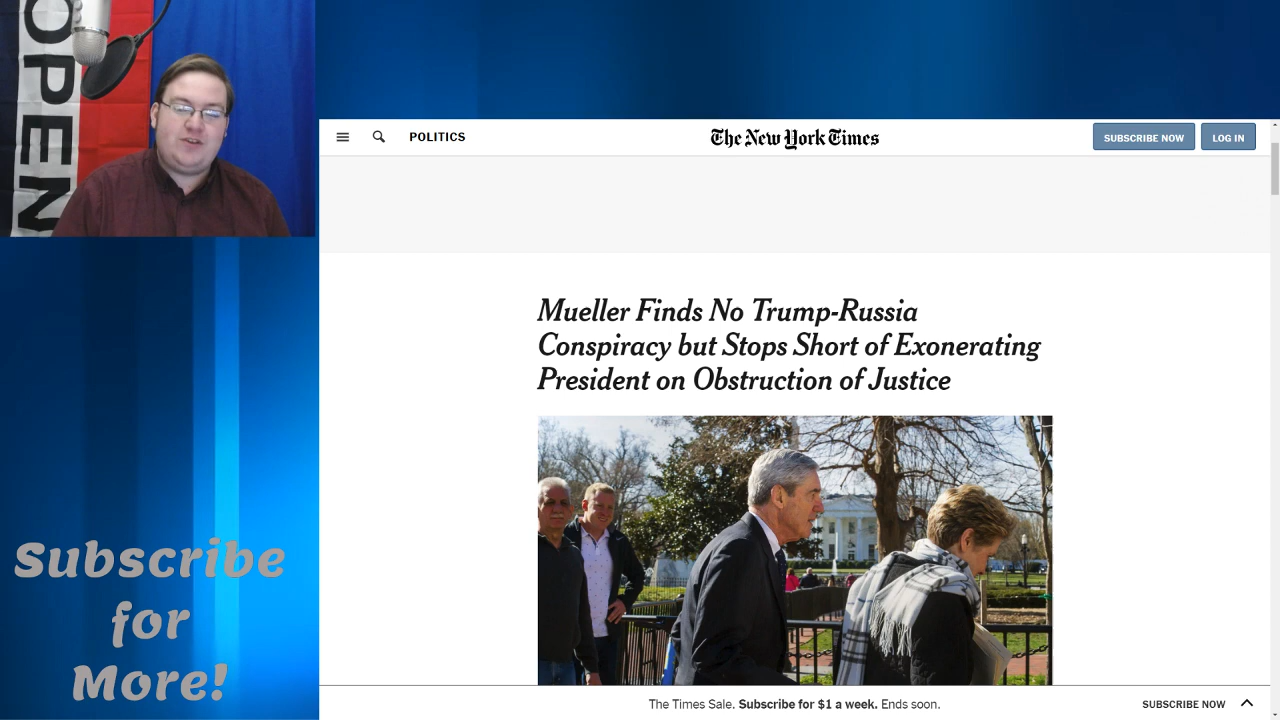 OPEN
POLITICS
The New York Times
SUBSCRIBE NOW
LOG IN
Mueller Finds No Trump-Russia
Conspiracy but Stops Short of Exonerating
President on Obstruction of Justice
Subscribe
for
More!
The Times Sale. Subscribe for $1 a week. Ends soon.
SUBSCRIBE NOW